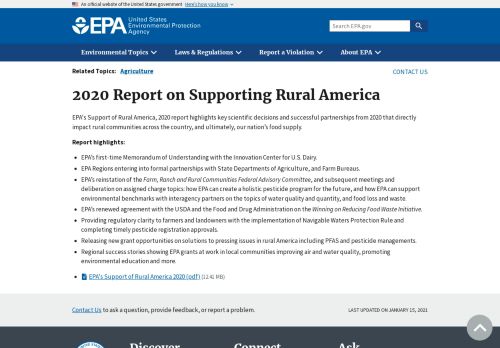 An official website of the United States government Here's how you know
EPA United States
Environmental Protection
Agency
Search EPA.gov
Environmental Topics Laws & Regulations Report a Violation About EPA
Related Topics: Agriculture CONTACT US
2020 Report on Supporting Rural America
EPA's Support of Rural America, 2020 report highlights key scientific decisions and successful partnerships from 2020 that directly
impact rural communities across the country, and ultimately, our nation's food supply.
Report highlights:
• EPA's first-time Memorandum of Understanding with the Innovation Center for U.S. Dairy.
• EPA Regions entering into formal partnerships with State Departments of Agriculture, and Farm Bureaus.
• EPA's reinstation of the Farm, Ranch and Rural Communities Federal Advisory Committee, and subsequent meetings and
deliberation on assigned charge topics: how EPA can create a holistic pesticide program for the future, and how EPA can support
environmental benchmarks with interagency partners on the topics of water quality and quantity, and food loss and waste.
• EPA's renewed agreement with the USDA and the Food and Drug Administration on the Winning on Reducing Food Waste Initiative.
• Providing regulatory clarity to farmers and landowners with the implementation of Navigable Waters Protection Rule and
completing timely pesticide registration approvals.
• Releasing new grant opportunities on solutions to pressing issues in rural America including PFAS and pesticide managements.
• Regional success stories showing EPA grants at work in local communities improving air and water quality, promoting
environmental education and more.
• EPA's Support of Rural America 2020 (pdf) (12.41 MB)
Contact Us to ask a question, provide feedback, or report a problem. LAST UPDATED ON JANUARY 15, 2021
Discover Connect Ask